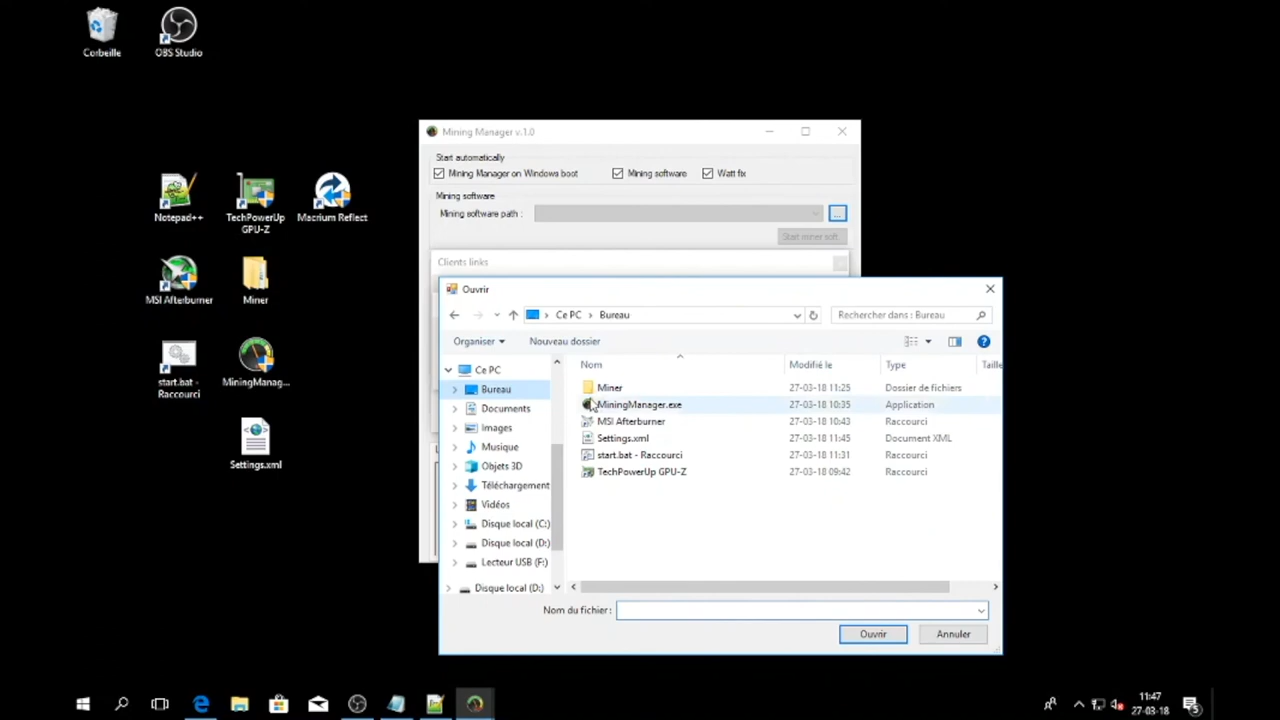 Corbeille
OBS Studio
Notepad++
TechPowerUp
GPU-Z
Macrium Reflect
MSI Afterburner
Miner
start.bat -
Raccourci
MiningManag...
Settings.xml
Mining Manager v.1.0
Start automatically
Mining Manager on Windows boot
Mining software
Watt fix
Mining software
Mining software path :
...
Start miner soft.
Clients links
Ouvrir
Ce PC > Bureau
Rechercher dans : Bureau
Organiser
Nouveau dossier
Ce PC
Bureau
Documents
Images
Musique
Objets 3D
Téléchargement
Vidéos
Disque local (C:)
Disque local (D:)
Lecteur USB (F:)
Disque local (D:)
Nom Modifié le Type Taille
Miner 27-03-18 11:25 Dossier de fichiers
MiningManager.exe 27-03-18 10:35 Application
MSI Afterburner 27-03-18 10:43 Raccourci
Settings.xml 27-03-18 11:45 Document XML
start.bat - Raccourci 27-03-18 11:31 Raccourci
TechPowerUp GPU-Z 27-03-18 09:42 Raccourci
Nom du fichier :
Ouvrir
Annuler
11:47
27-03-18
5